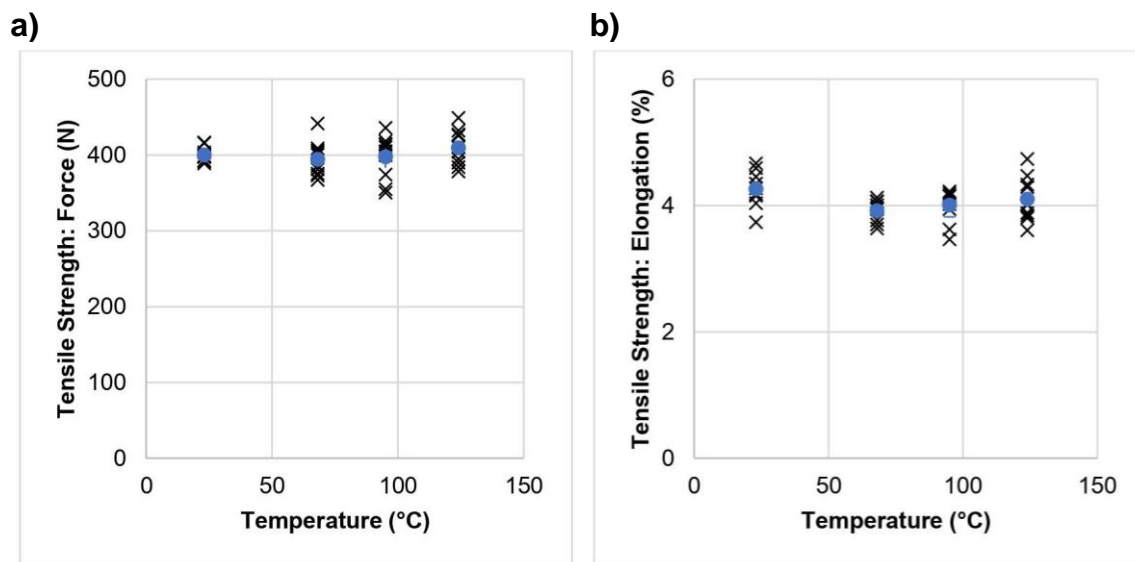 a)
Tensile Strength: Force (N)
500
400
300
200
100
0
0 50 100 150
Temperature (°C)
b)
Tensile Strength: Elongation (%)
6
4
2
0
0 50 100 150
Temperature (°C)